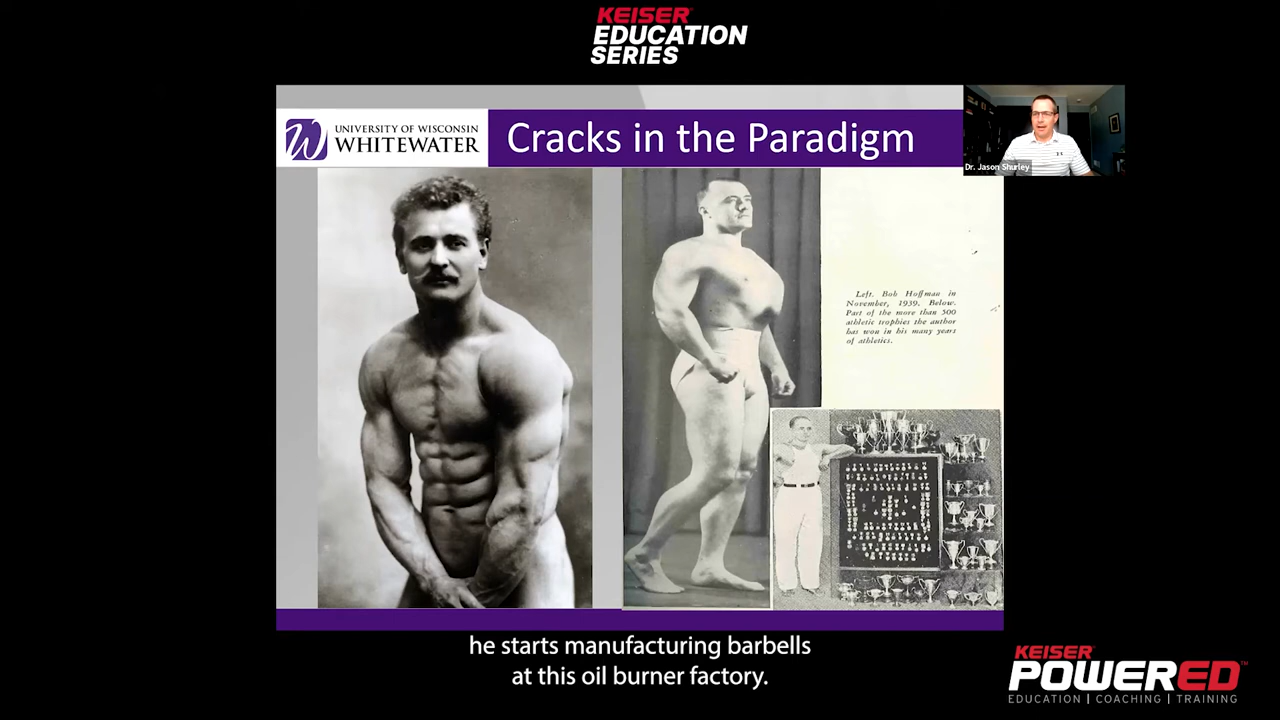 KEISER
EDUCATION
SERIES
UNIVERSITY OF WISCONSIN
WHITEWATER
Cracks in the Paradigm
Dr. Jason Shurley
Left. Bob Hoffman in
November, 1939. Below.
Part of the more than 500
athletic trophies the author
has won in his many years
of athletics.
he starts manufacturing barbells
at this oil burner factory.
KEISER
POWERED™
EDUCATION | COACHING | TRAINING